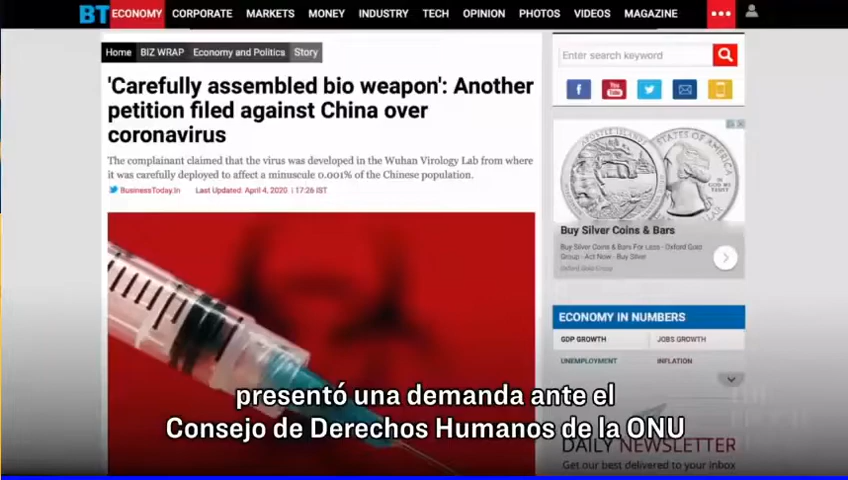 BT ECONOMY CORPORATE MARKETS MONEY INDUSTRY TECH OPINION PHOTOS VIDEOS MAGAZINE
Home BIZ WRAP Economy and Politics Story
'Carefully assembled bio weapon': Another
petition filed against China over
coronavirus
The complainant claimed that the virus was developed in the Wuhan Virology Lab from where
it was carefully deployed to affect a minuscule 0.001% of the Chinese population.
BusinessToday.In Last Updated: April 4, 2020 | 17:26 IST
Enter search keyword
Buy Silver Coins & Bars
Buy Silver Coins & Bars For Less - Oxford Gold
Group - Act Now - Buy Silver
Oxford Gold Group
ECONOMY IN NUMBERS
GDP GROWTH JOBS GROWTH
UNEMPLOYMENT INFLATION
presentó una demanda ante el
Consejo de Derechos Humanos de la ONU
DAILY NEWSLETTER
Get our best delivered to your inbox